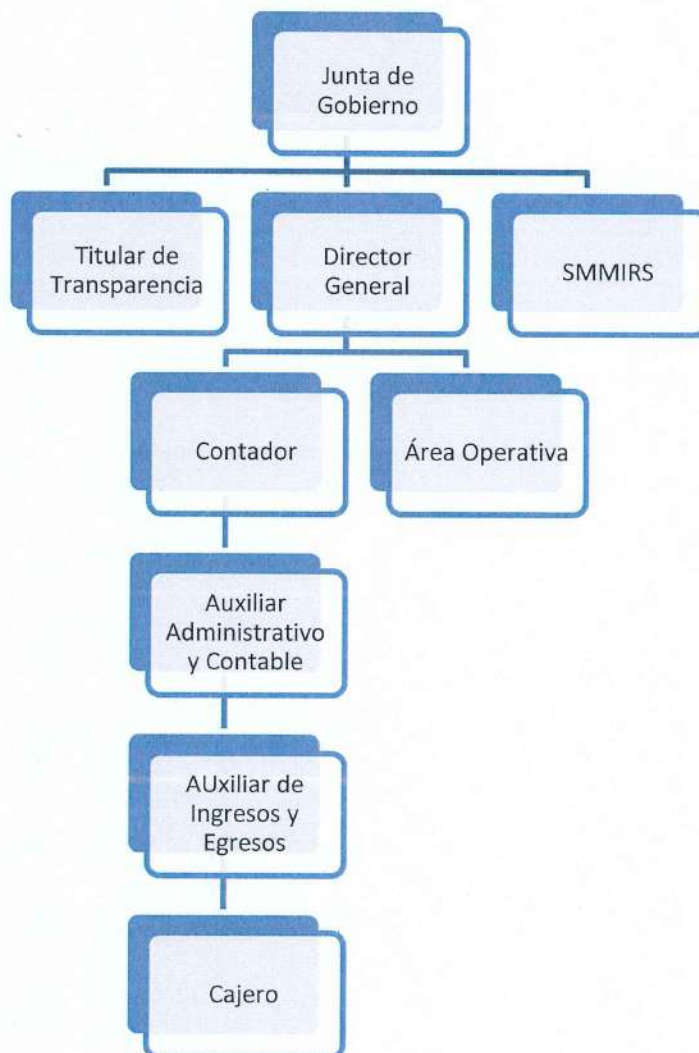 Junta de
Gobierno
Titular de
Transparencia
Director
General
SMMIRS
Contador
Área Operativa
Auxiliar
Administrativo
y Contable
AUxiliar de
Ingresos y
Egresos
Cajero